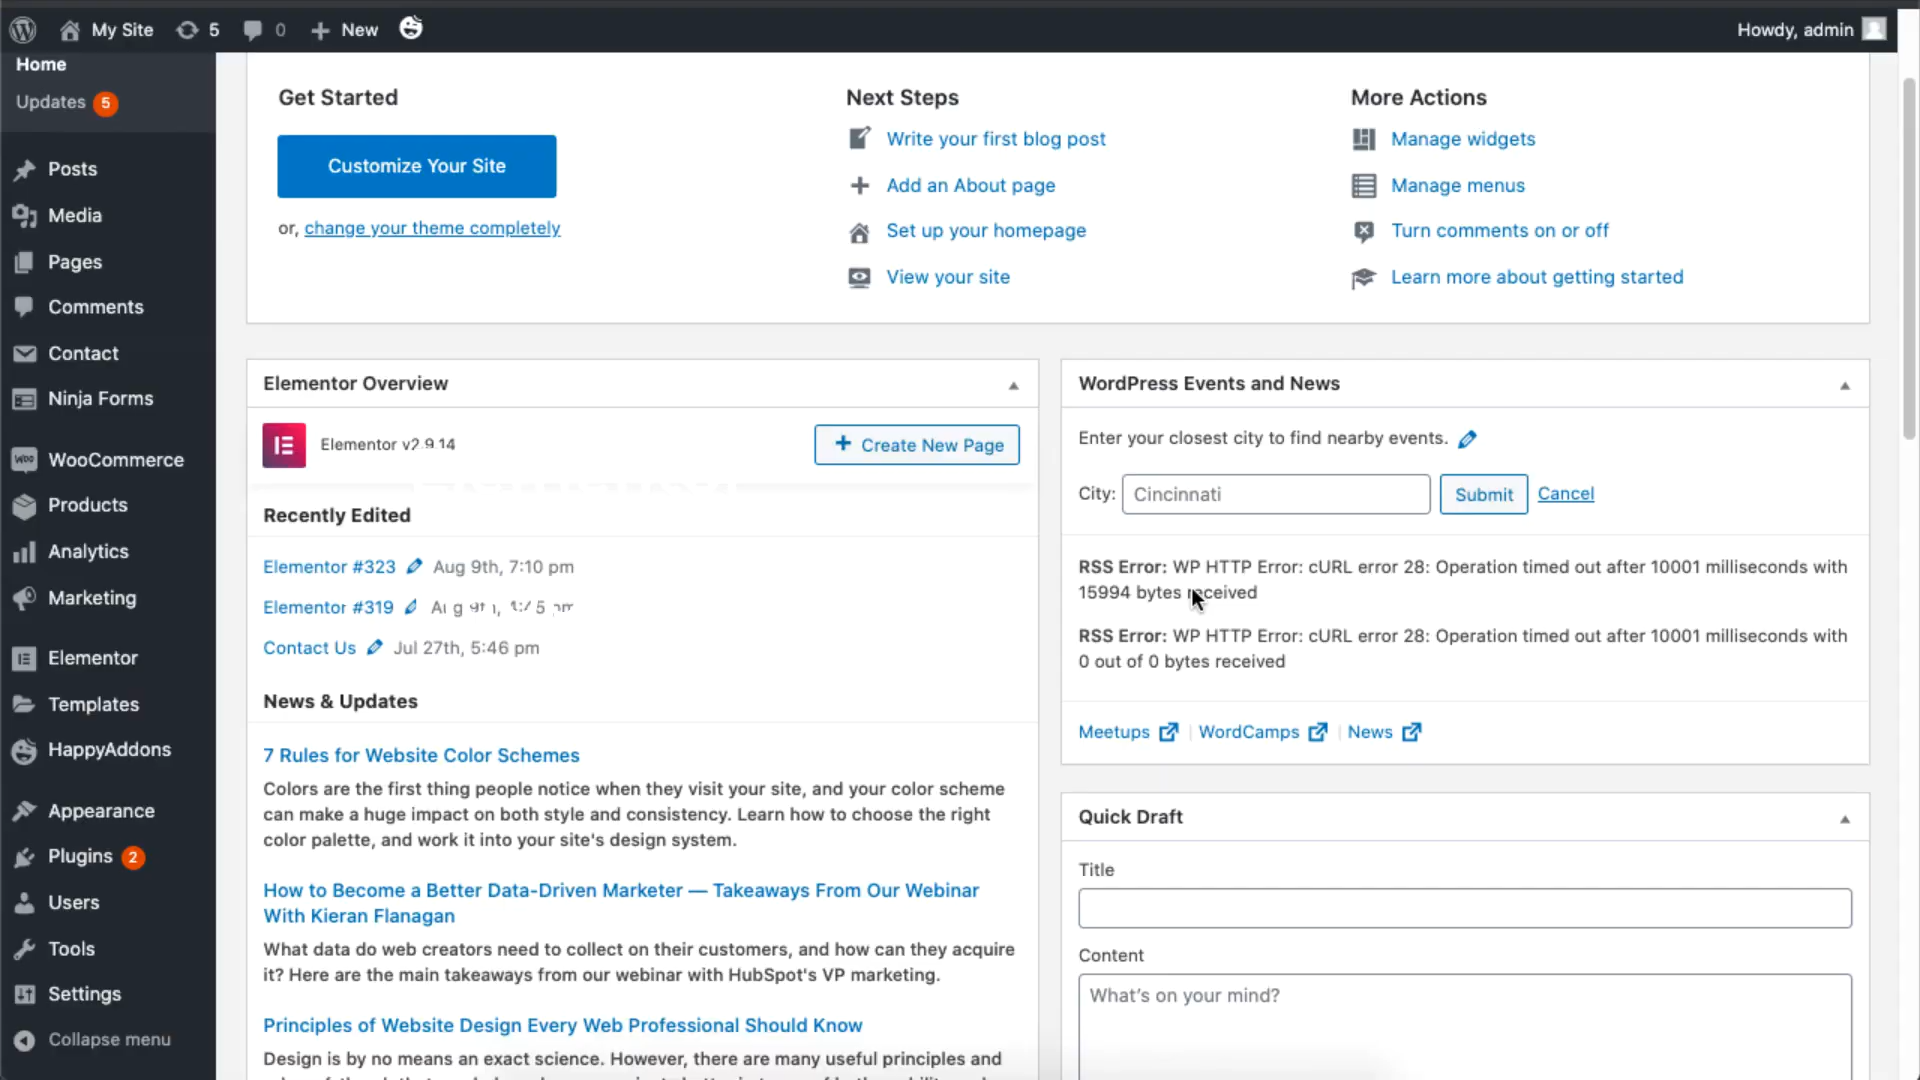 My Site
5
0
New
Howdy, admin
Home
Updates 5
Posts
Media
Pages
Comments
Contact
Ninja Forms
WooCommerce
Products
Analytics
Marketing
Elementor
Templates
HappyAddons
Appearance
Plugins 2
Users
Tools
Settings
Collapse menu
Get Started
Customize Your Site
or, change your theme completely
Next Steps
Write your first blog post
Add an About page
Set up your homepage
View your site
More Actions
Manage widgets
Manage menus
Turn comments on or off
Learn more about getting started
Elementor Overview
Elementor v2.9.14
Create New Page
Recently Edited
Elementor #323 Aug 9th, 7:10 pm
Elementor #319
Contact Us Jul 27th, 5:46 pm
News & Updates
7 Rules for Website Color Schemes
Colors are the first thing people notice when they visit your site, and your color scheme
can make a huge impact on both style and consistency. Learn how to choose the right
color palette, and work it into your site's design system.
How to Become a Better Data-Driven Marketer — Takeaways From Our Webinar
With Kieran Flanagan
What data do web creators need to collect on their customers, and how can they acquire
it? Here are the main takeaways from our webinar with HubSpot's VP marketing.
Principles of Website Design Every Web Professional Should Know
Design is by no means an exact science. However, there are many useful principles and
WordPress Events and News
Enter your closest city to find nearby events.
City: Cincinnati Submit Cancel
RSS Error: WP HTTP Error: cURL error 28: Operation timed out after 10001 milliseconds with
15994 bytes received
RSS Error: WP HTTP Error: cURL error 28: Operation timed out after 10001 milliseconds with
0 out of 0 bytes received
Meetups | WordCamps | News
Quick Draft
Title
Content
What's on your mind?